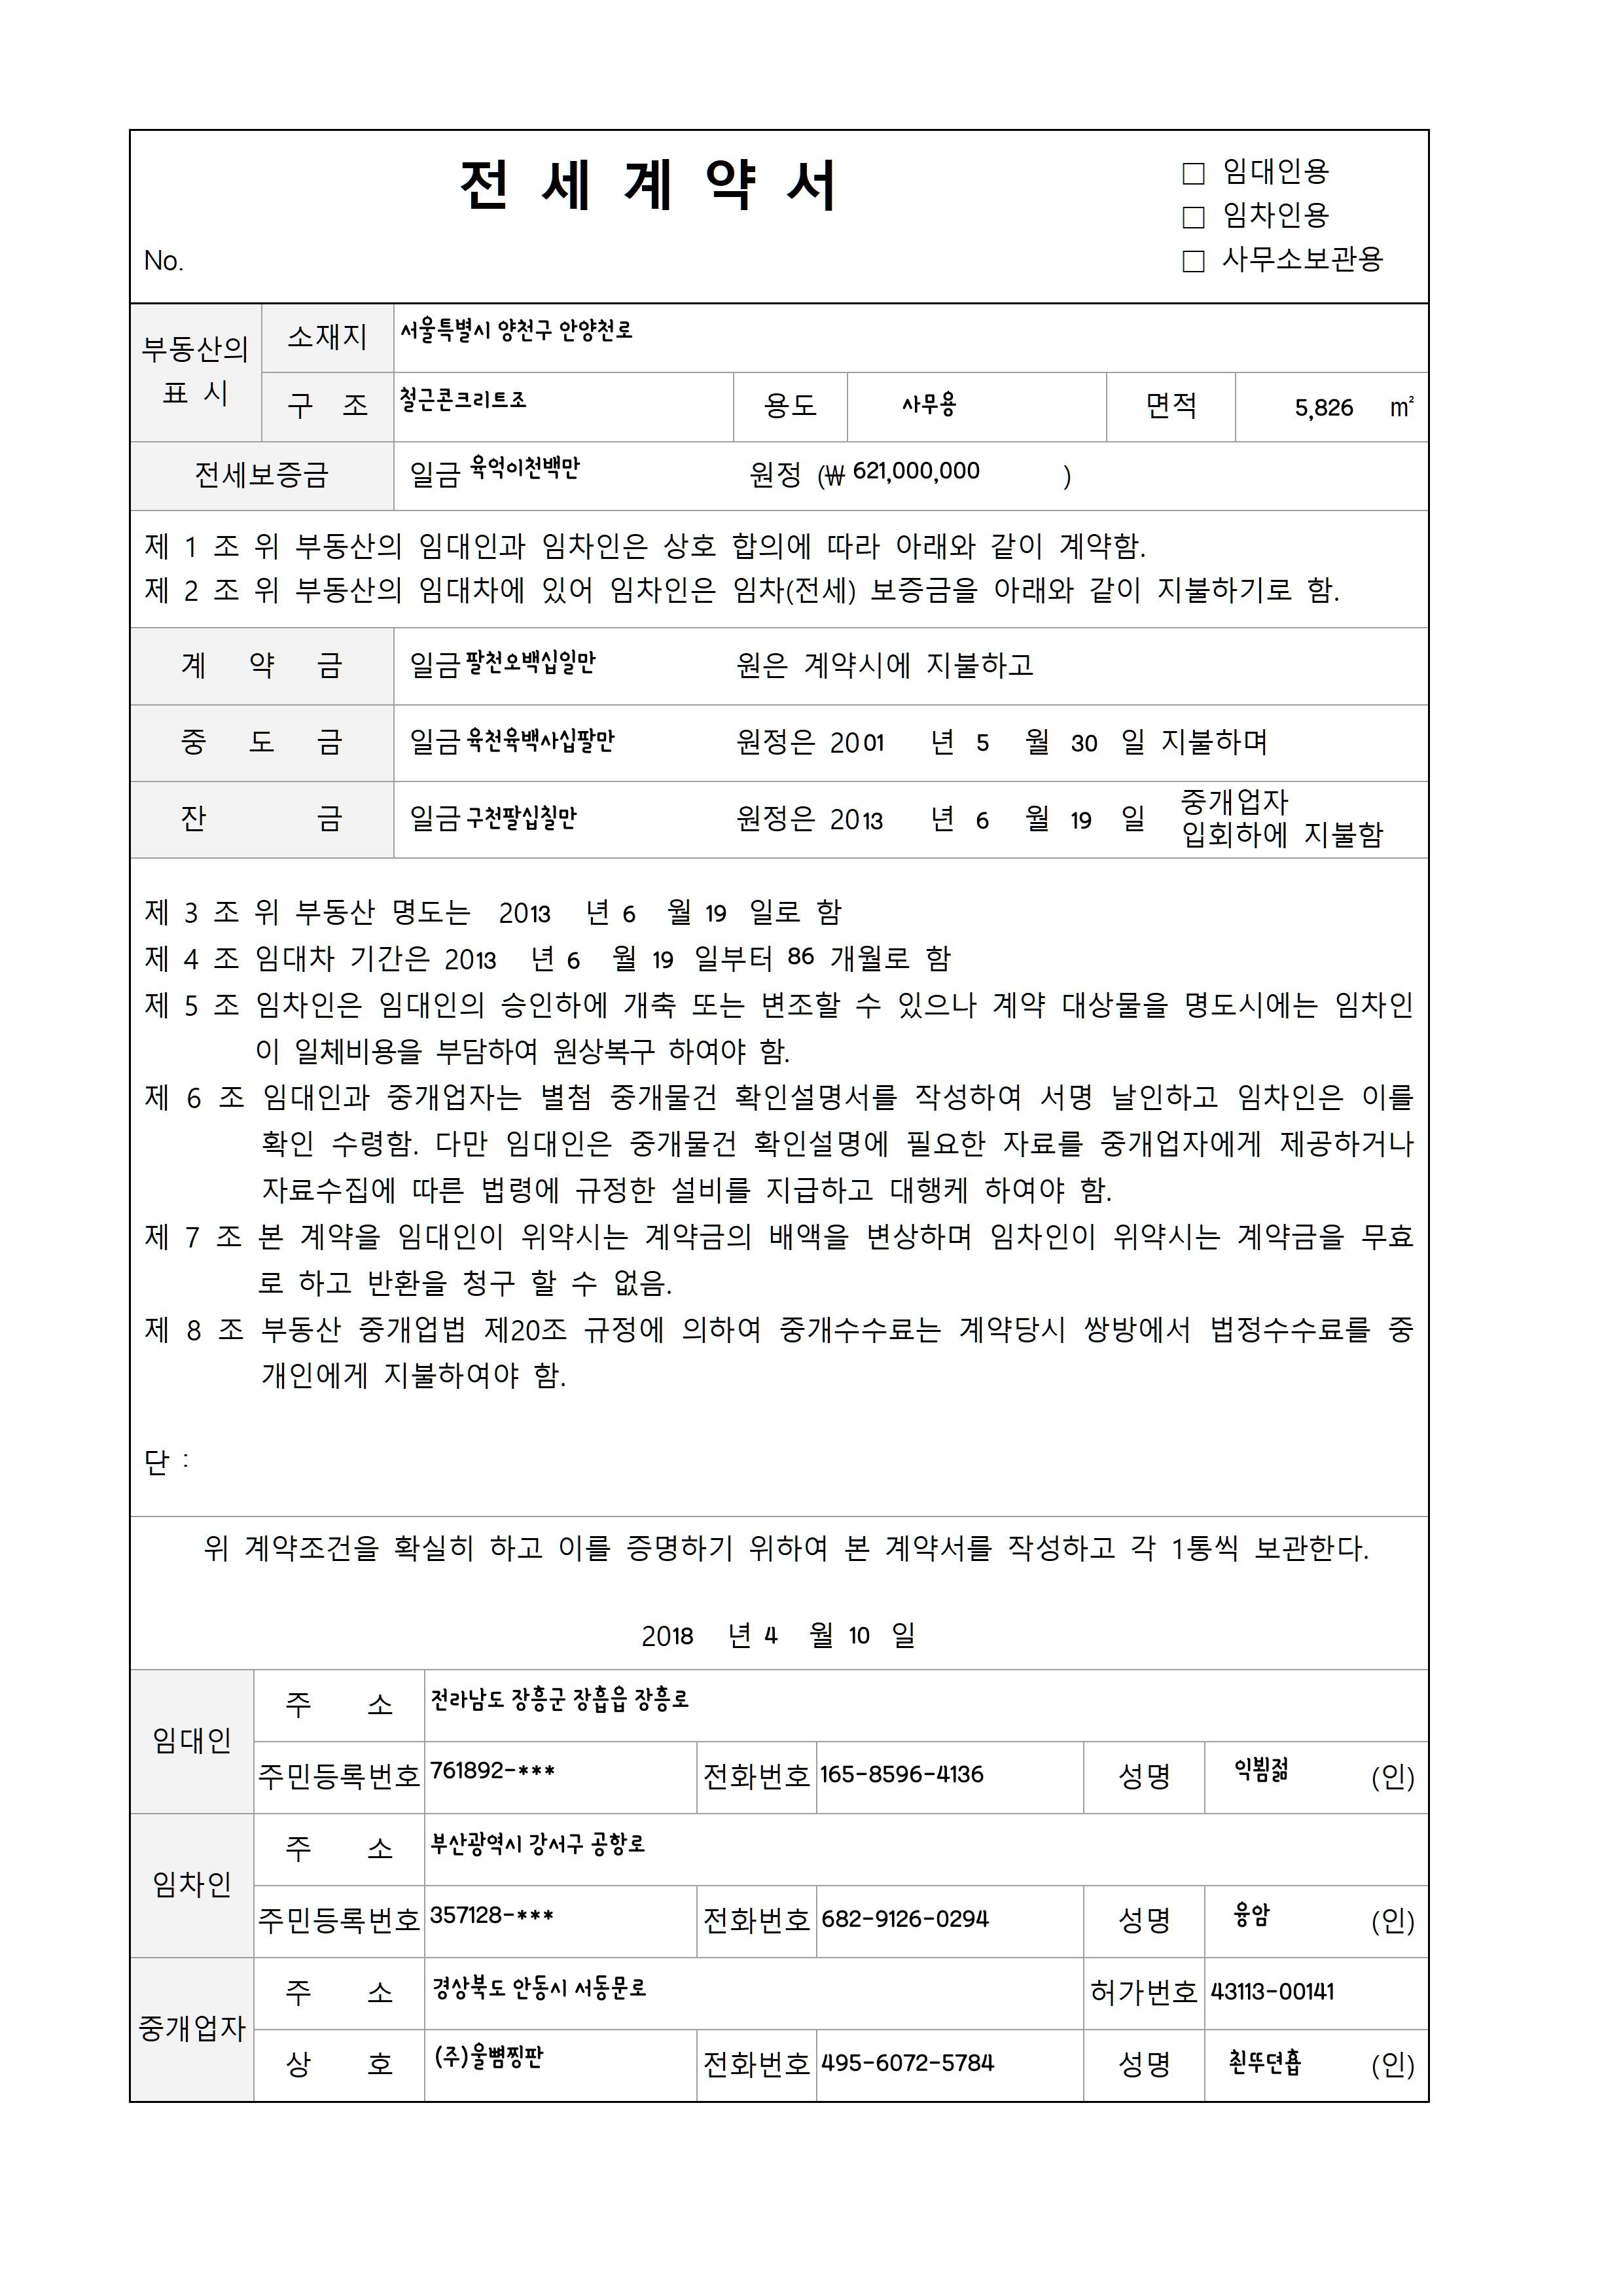 전 세 계 약 서
□ 임대인용
□ 임차인용
□ 사무소보관용
No.
부동산의 표 시
소재지 서울특별시 양천구 안양천로
구 조 철근콘크리트조 용도 사무용 면적 5,826 ㎡
전세보증금 일금 육억이천백만 원정 (₩ 621,000,000 )
제 1 조 위 부동산의 임대인과 임차인은 상호 합의에 따라 아래와 같이 계약함.
제 2 조 위 부동산의 임대차에 있어 임차인은 임차(전세) 보증금을 아래와 같이 지불하기로 함.
계 약 금 일금 팔천오백십일만 원은 계약시에 지불하고
중 도 금 일금 육천육백사십팔만 원정은 2001 년 5 월 30 일 지불하며
잔 금 일금 구천팔십칠만 원정은 2013 년 6 월 19 일 중개업자 입회하에 지불함
제 3 조 위 부동산 명도는 2013 년 6 월 19 일로 함
제 4 조 임대차 기간은 2013 년 6 월 19 일부터 86 개월로 함
제 5 조 임차인은 임대인의 승인하에 개축 또는 변조할 수 있으나 계약 대상물을 명도시에는 임차인
이 일체비용을 부담하여 원상복구 하여야 함.
제 6 조 임대인과 중개업자는 별첨 중개물건 확인설명서를 작성하여 서명 날인하고 임차인은 이를
확인 수령함. 다만 임대인은 중개물건 확인설명에 필요한 자료를 중개업자에게 제공하거나
자료수집에 따른 법령에 규정한 설비를 지급하고 대행케 하여야 함.
제 7 조 본 계약을 임대인이 위약시는 계약금의 배액을 변상하며 임차인이 위약시는 계약금을 무효
로 하고 반환을 청구 할 수 없음.
제 8 조 부동산 중개업법 제20조 규정에 의하여 중개수수료는 계약당시 쌍방에서 법정수수료를 중
개인에게 지불하여야 함.
단 :
위 계약조건을 확실히 하고 이를 증명하기 위하여 본 계약서를 작성하고 각 1통씩 보관한다.
2018 년 4 월 10 일
임대인
주 소 전라남도 장흥군 장흡읍 장흥로
주민등록번호 761892-*** 전화번호 165-8596-4136 성명 (인)
임차인
주 소 부산광역시 강서구 공항로
주민등록번호 357128-*** 전화번호 682-9126-0294 성명 융암 (인)
중개업자
주 소 경상북도 안동시 서동문로 허가번호 43113-00141
상 호 (주)울뼘찡판 전화번호 495-6072-5784 성명 (인)